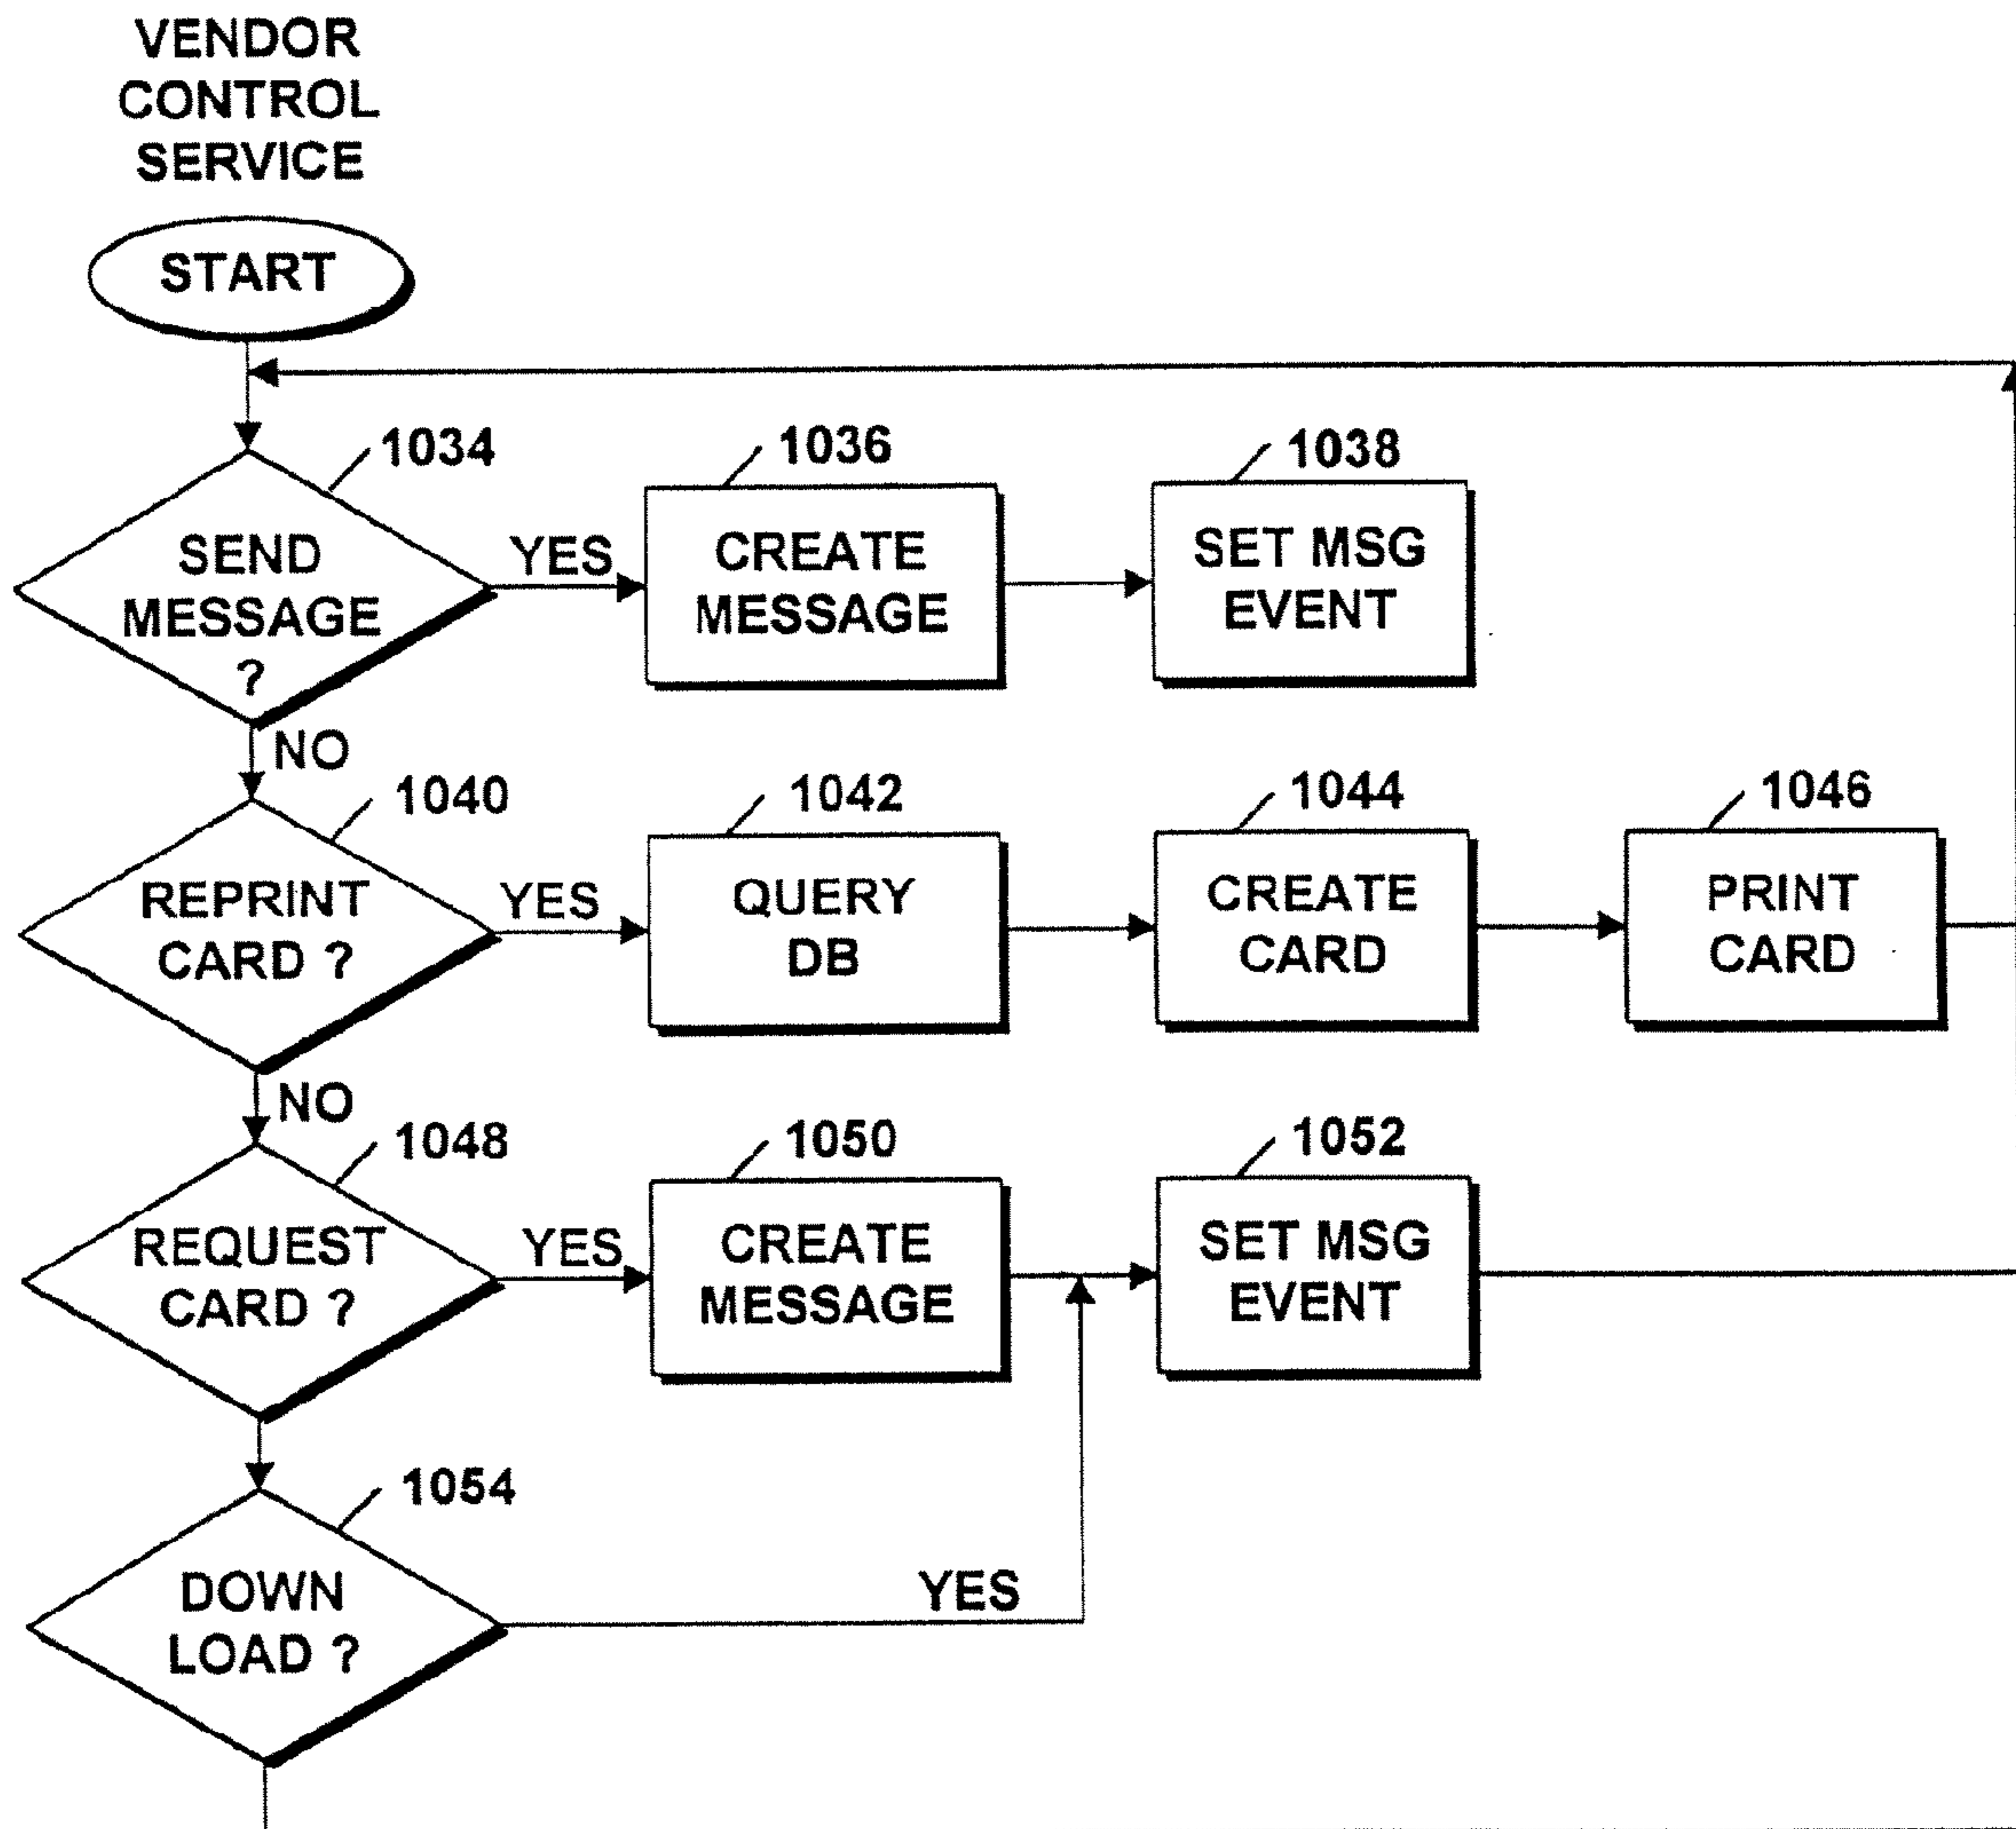 VENDOR
CONTROL
SERVICE
START
1034
SEND
MESSAGE
?
YES
1036
CREATE
MESSAGE
1038
SET MSG
EVENT
NO
1040
REPRINT
CARD ?
YES
1042
QUERY
DB
1044
CREATE
CARD
1046
PRINT
CARD
NO
1048
REQUEST
CARD ?
YES
1050
CREATE
MESSAGE
1052
SET MSG
EVENT
1054
DOWN
LOAD ?
YES